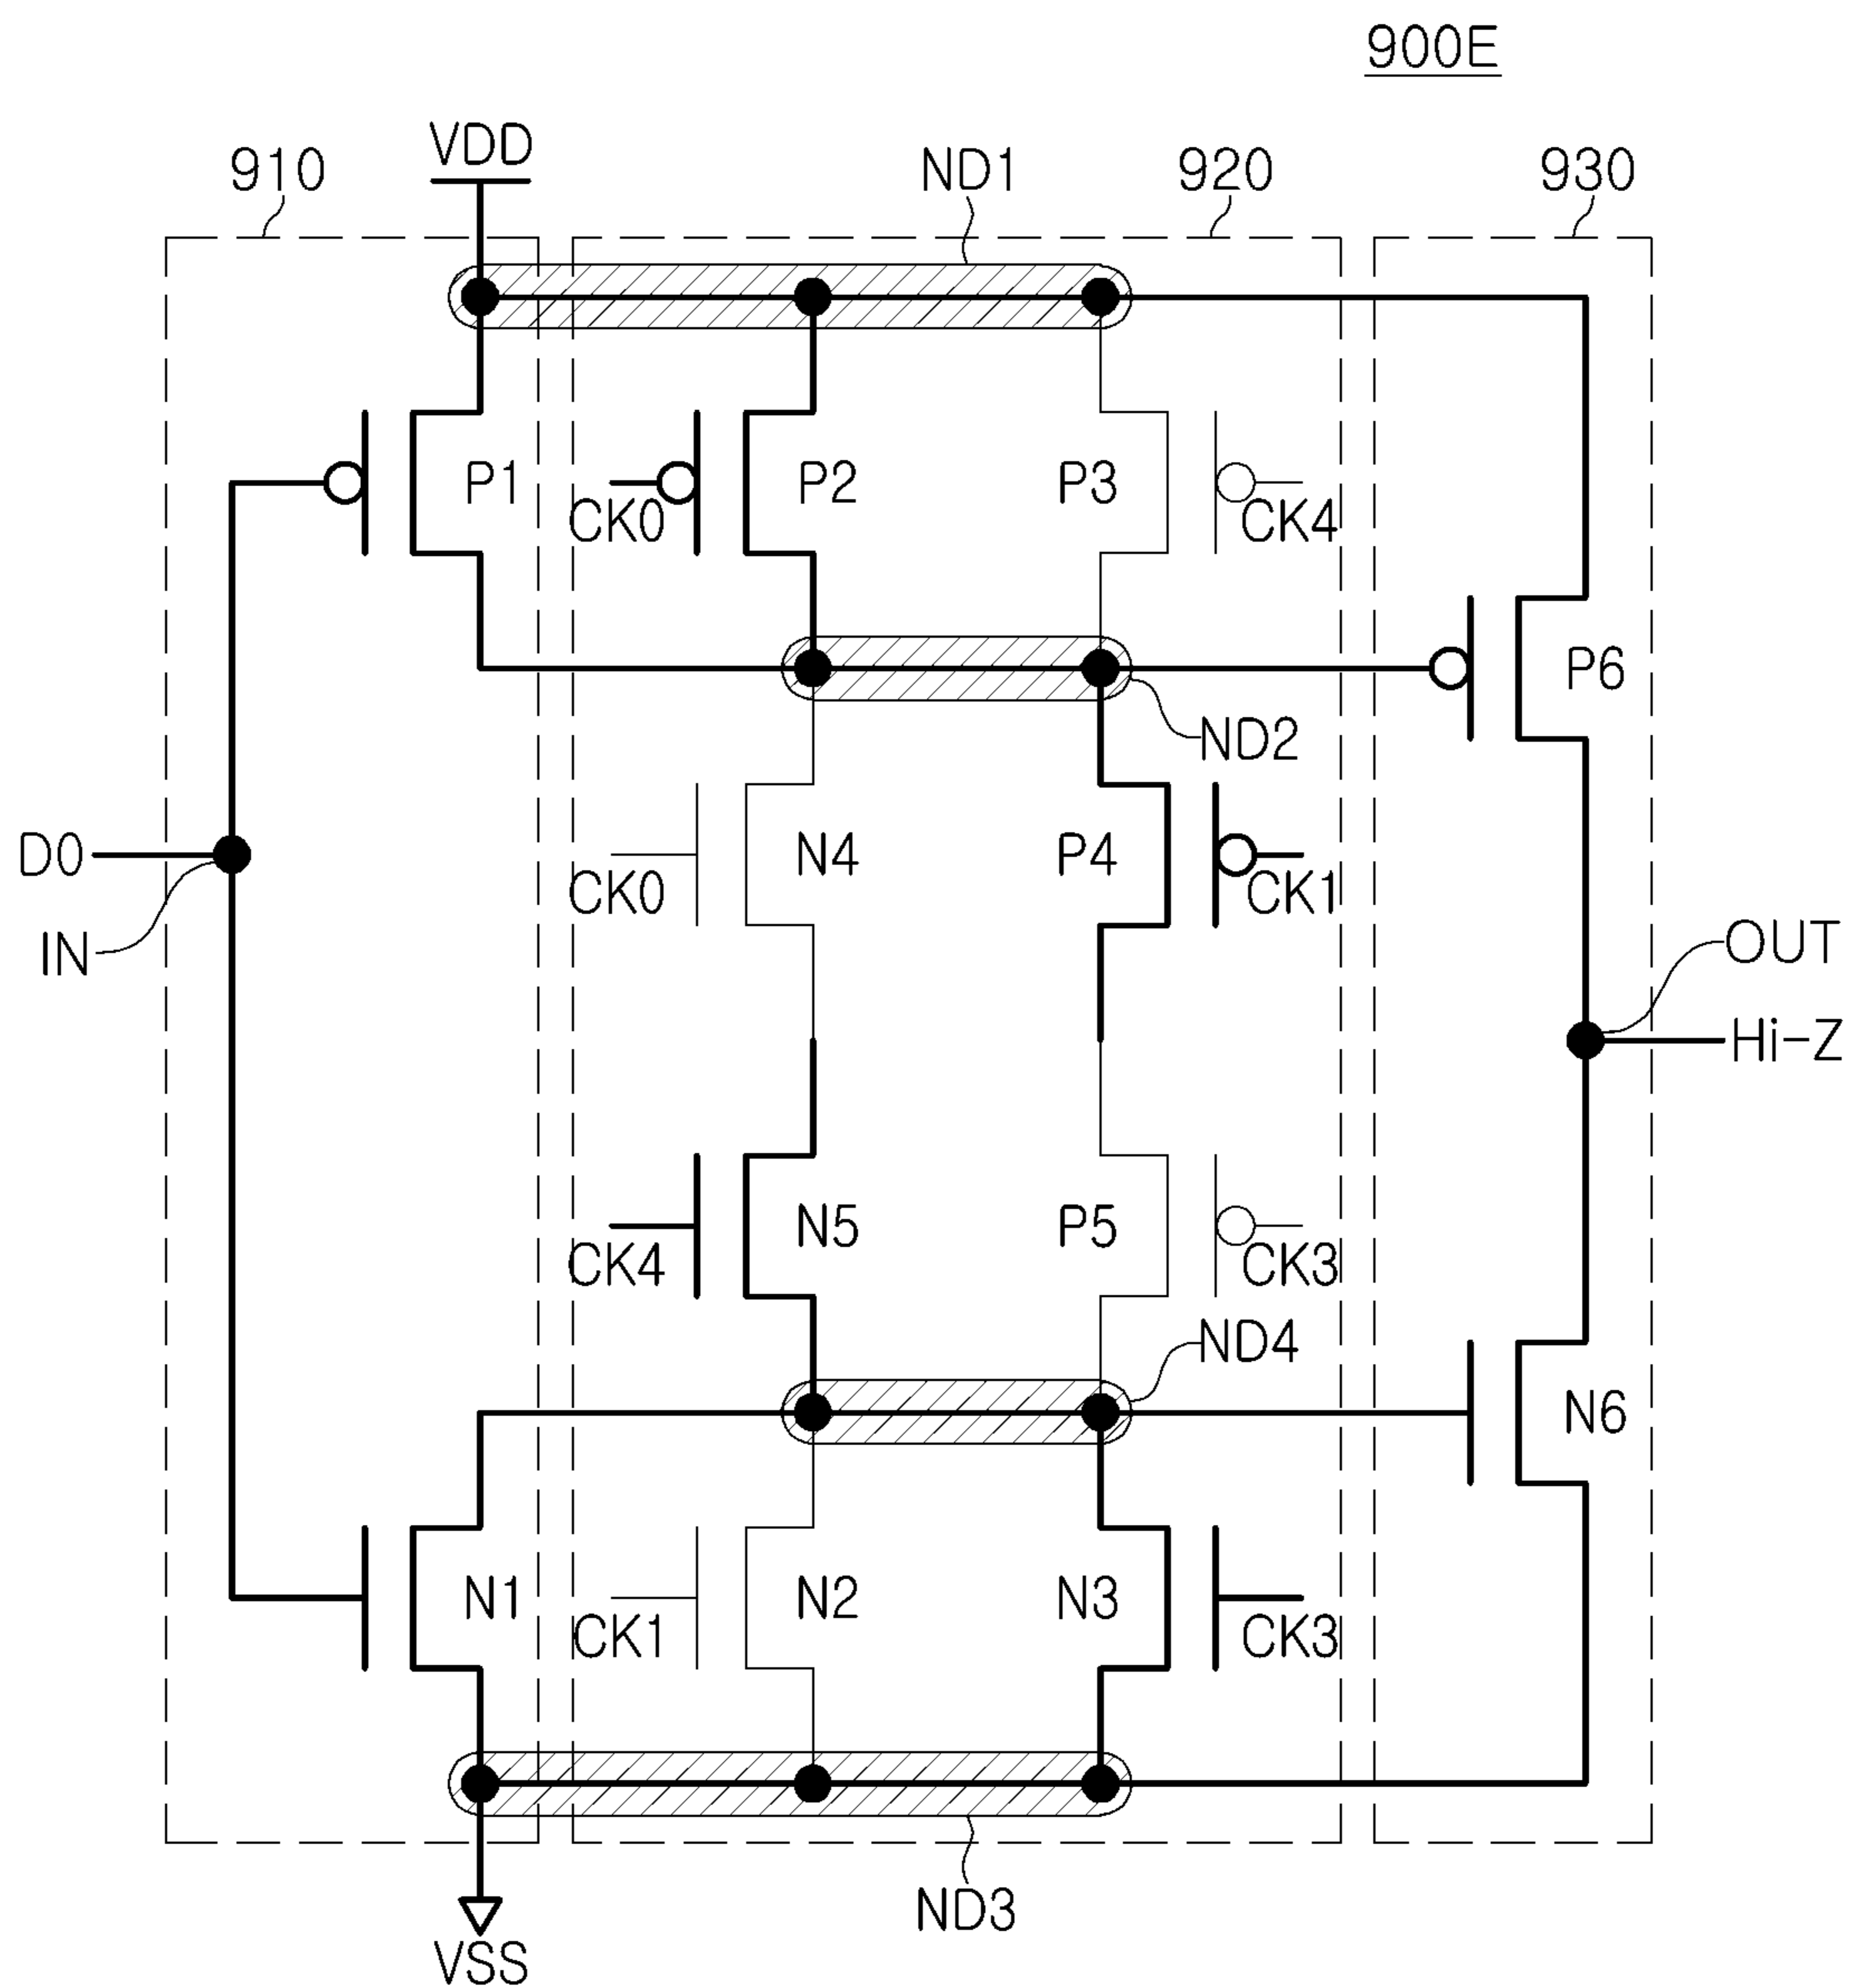 900E
VDD
910
ND1
920
930
P1
P2
P3
CK0
CK4
P6
ND2
D0
N4
P4
CK0
CK1
IN
OUT
Hi-Z
N5
P5
CK4
CK3
ND4
N6
N1
N2
N3
CK1
CK3
ND3
VSS